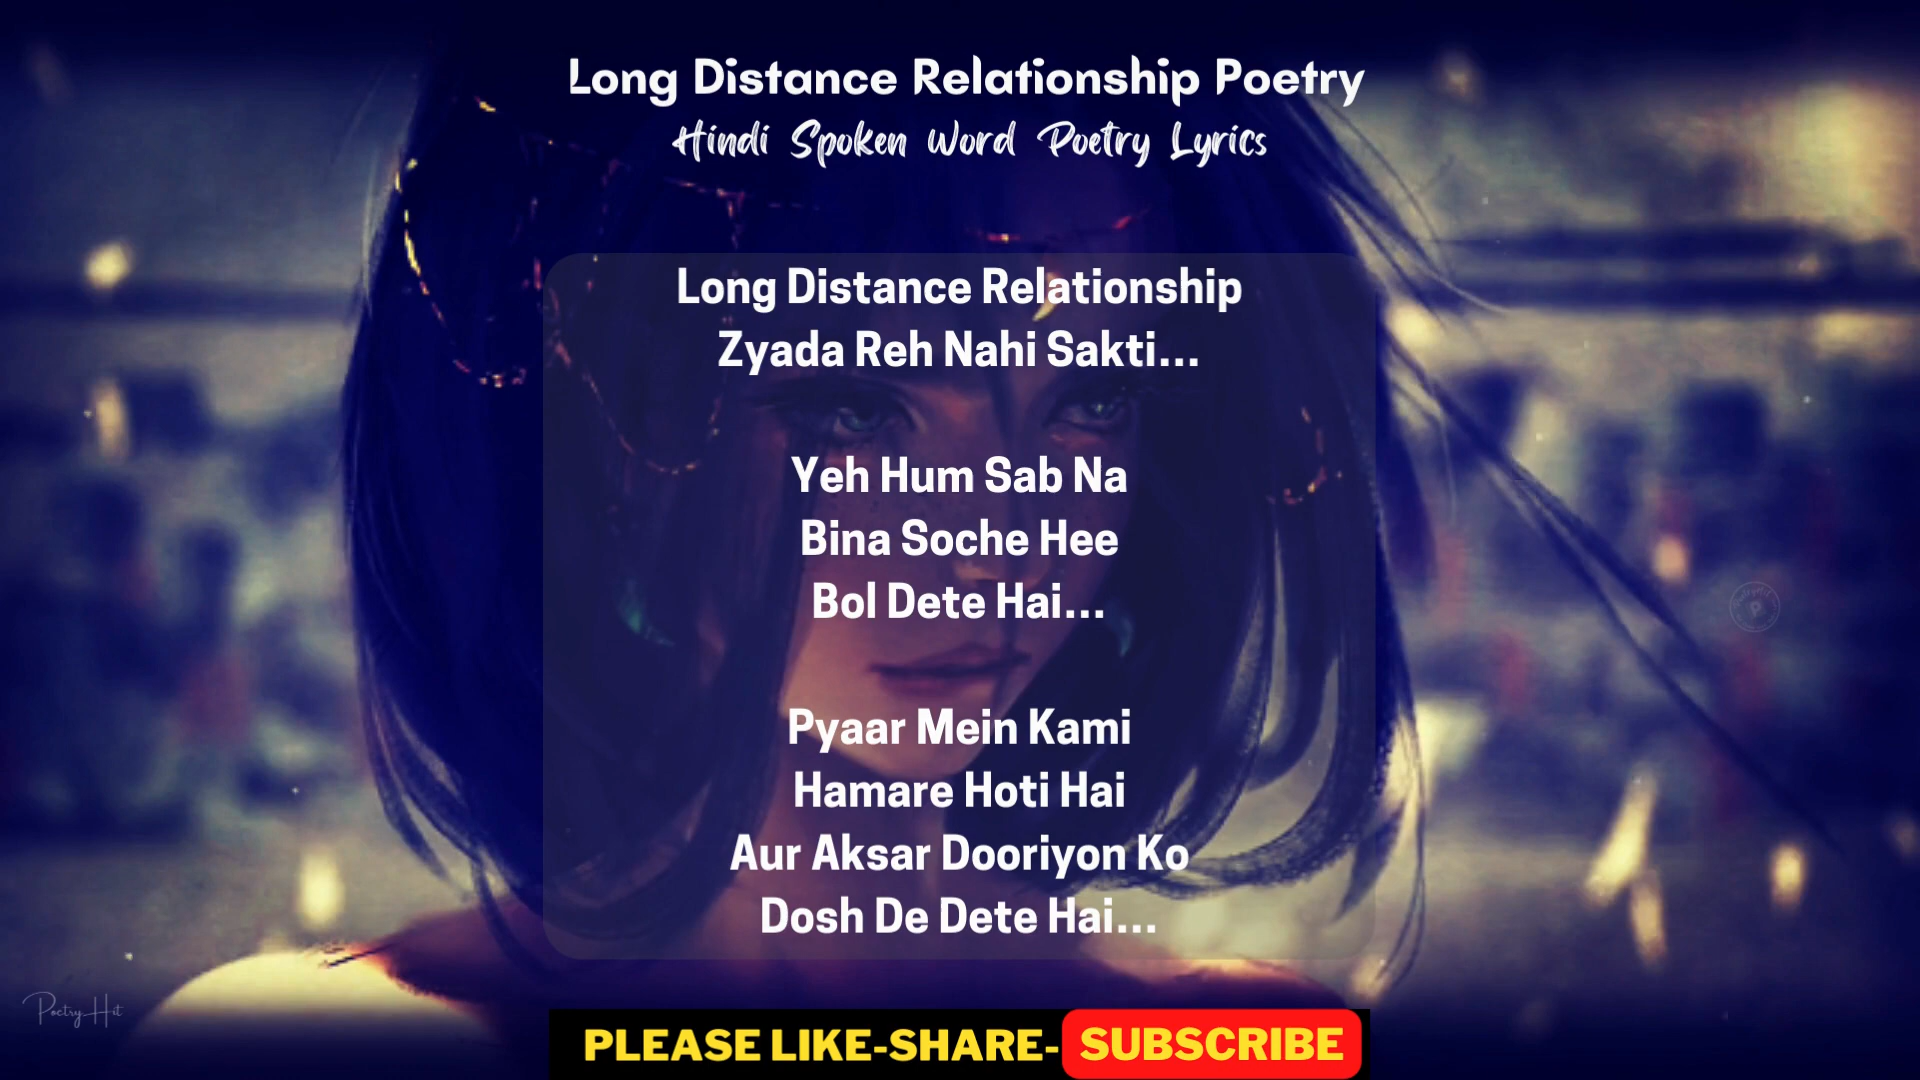 Long Distance Relationship Poetry
Hindi Spoken Word Poetry Lyrics
Long Distance Relationship
Zyada Reh Nahi Sakti...
Yeh Hum Sab Na
Bina Soche Hee
Bol Dete Hai...
Pyaar Mein Kami
Hamare Hoti Hai
Aur Aksar Dooriyon Ko
Dosh De Dete Hai...
Poetry Hit
PLEASE LIKE-SHARE- SUBSCRIBE